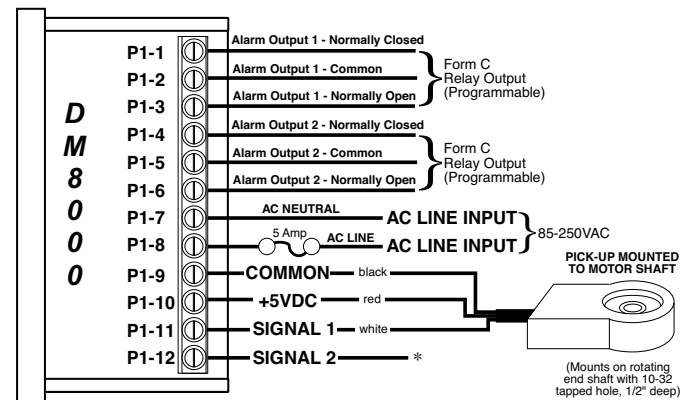 DM8000
P1-1 Alarm Output 1 - Normally Closed
P1-2 Alarm Output 1 - Common
P1-3 Alarm Output 1 - Normally Open
Form C
Relay Output
(Programmable)
P1-4 Alarm Output 2 - Normally Closed
P1-5 Alarm Output 2 - Common
P1-6 Alarm Output 2 - Normally Open
Form C
Relay Output
(Programmable)
P1-7 AC NEUTRAL AC LINE INPUT
P1-8 5 Amp AC LINE AC LINE INPUT
85-250VAC
P1-9 COMMON black
P1-10 +5VDC red
P1-11 SIGNAL 1 white
P1-12 SIGNAL 2 *
PICK-UP MOUNTED
TO MOTOR SHAFT
(Mounts on rotating
end shaft with 10-32
tapped hole, 1/2" deep)